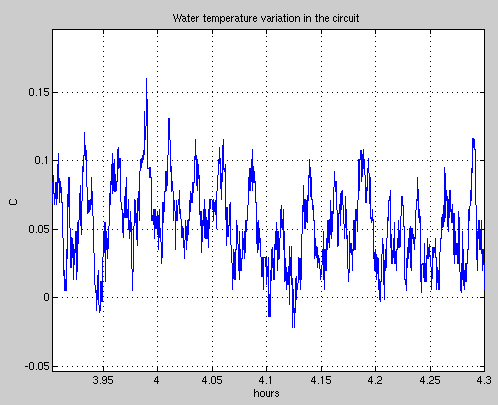 Water temperature variation in the circuit
0.15
0.1
0.05
0
-0.05
C
3.95 4 4.05 4.1 4.15 4.2 4.25 4.3
hours